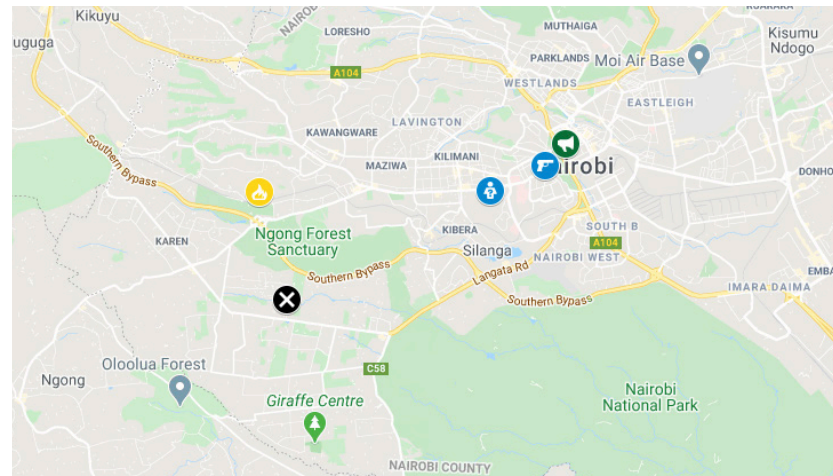 Kikuyu
NAIROBI
LORESHO
MUTHAIGA
RUARAKA
uguga
PARKLANDS
Moi Air Base
Kisumu
Ndogo
A104
WESTLANDS
EASTLEIGH
LAVINGTON
KAWANGWARE
Southern Bypass
MAZIWA
KILIMANI
irobi
DONHO
KAREN
Ngong Forest
Sanctuary
KIBERA
Silanga
SOUTH B
A104
NAIROBI WEST
EMBA
Southern Bypass
Langata Rd
Southern Bypass
IMARA DAIMA
Oloolua Forest
C58
Ngong
Giraffe Centre
Nairobi
National Park
NAIROBI COUNTY